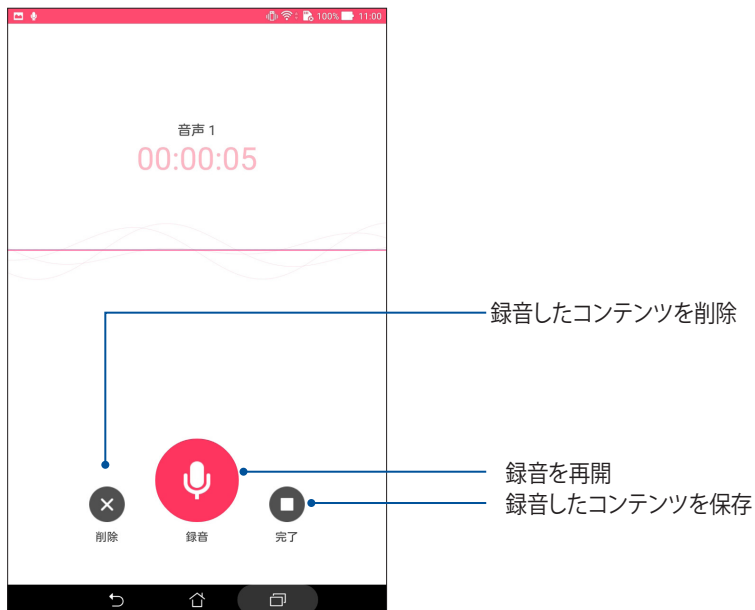 100% 11:00
音声 1
00:00:05
録音したコンテンツを削除
録音を再開
録音したコンテンツを保存
削除
録音
完了